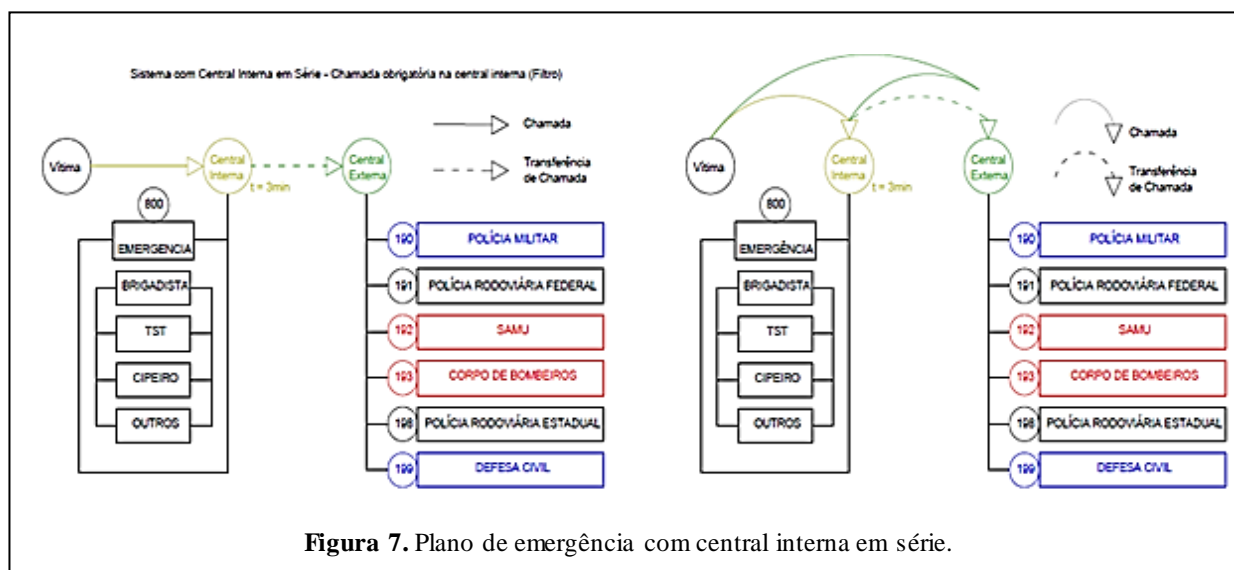 Sistema com Central Interna em Série - Chamada obrigatória na central interna (Filtro)
Vítima
Central
Interna
t = 3min
Central
Externa
Chamada
Transferência
de Chamada
800
EMERGENCIA
BRIGADISTA
TST
CIPEIRO
OUTROS
190
POLÍCIA MILITAR
191
POLÍCIA RODOVIÁRIA FEDERAL
192
SAMU
193
CORPO DE BOMBEIROS
198
POLÍCIA RODOVIÁRIA ESTADUAL
199
DEFESA CIVIL
Vítima
Central
Interna
t = 3min
Central
Externa
Chamada
Transferência
de Chamada
800
EMERGÊNCIA
BRIGADISTA
TST
CIPEIRO
OUTROS
190
POLÍCIA MILITAR
191
POLÍCIA RODOVIÁRIA FEDERAL
192
SAMU
193
CORPO DE BOMBEIROS
198
POLÍCIA RODOVIÁRIA ESTADUAL
199
DEFESA CIVIL
Figura 7. Plano de emergência com central interna em série.